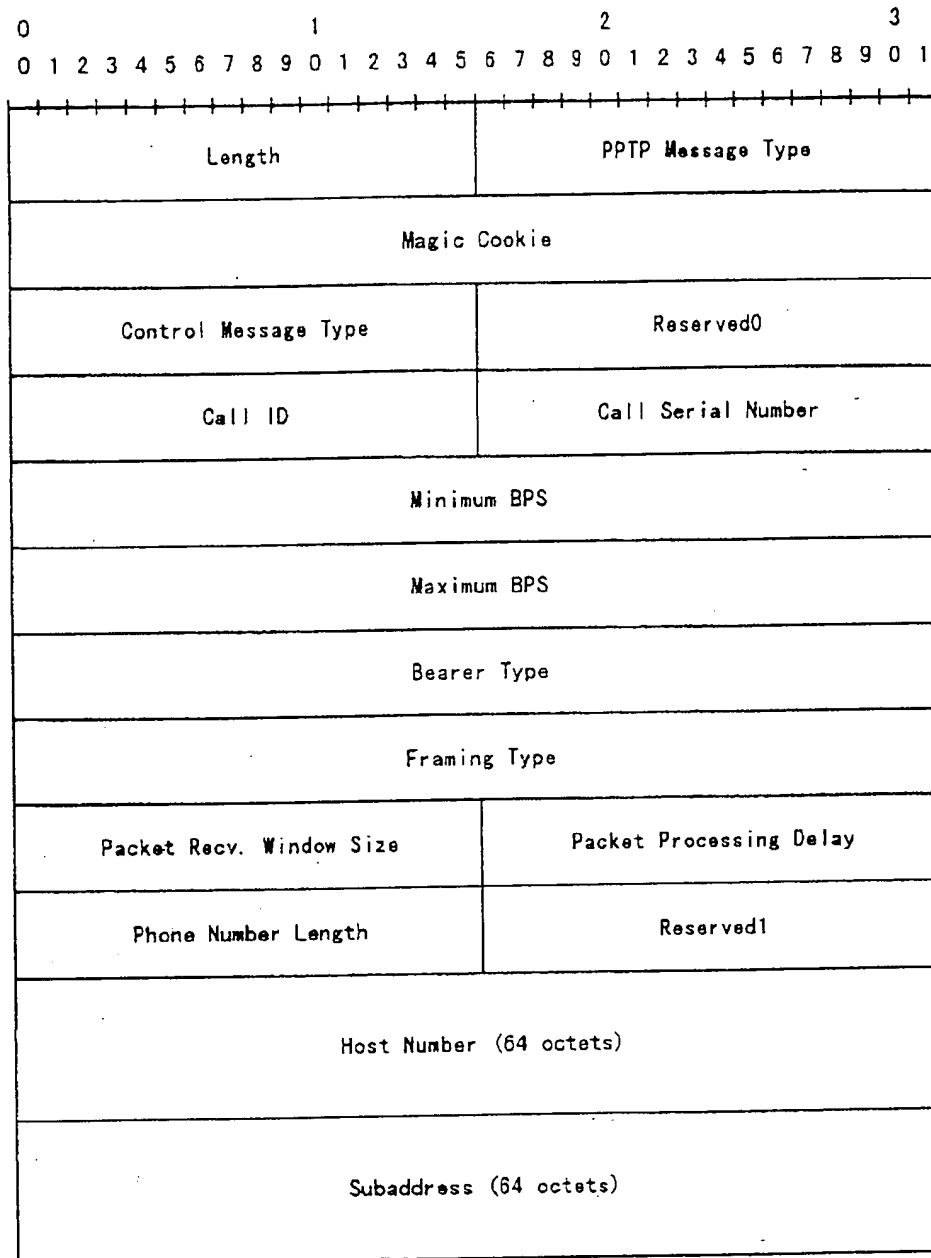 0 1 2 3
0 1 2 3 4 5 6 7 8 9 0 1 2 3 4 5 6 7 8 9 0 1 2 3 4 5 6 7 8 9 0 1
Length PPTP Message Type
Magic Cookie
Control Message Type Reserved0
Call ID Call Serial Number
Minimum BPS
Maximum BPS
Bearer Type
Framing Type
Packet Recv. Window Size Packet Processing Delay
Phone Number Length Reserved1
Host Number (64 octets)
Subaddress (64 octets)